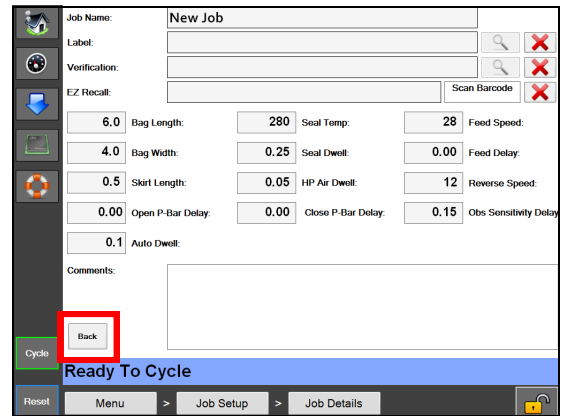 Job Name: New Job
Label:
Verification:
EZ Recall: Scan Barcode
6.0 Bag Length: 280 Seal Temp: 28 Feed Speed:
4.0 Bag Width: 0.25 Seal Dwell: 0.00 Feed Delay:
0.5 Skirt Length: 0.05 HP Air Dwell: 12 Reverse Speed:
0.00 Open P-Bar Delay: 0.00 Close P-Bar Delay: 0.15 Obs Sensitivity Delay
0.1 Auto Dwell:
Comments:
Back
Cycle
Ready To Cycle
Reset Menu > Job Setup > Job Details